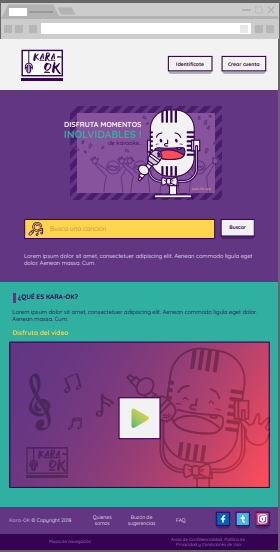 KARA-
OK
Identifícate
Crear cuenta
DISFRUTA MOMENTOS
INOLVIDABLES !
de karaoke.
Busca una canción
Buscar
Lorem ipsum dolor sit amet, consectetuer adipiscing elit. Aenean commodo ligula eget
dolor. Aenean massa. Cum
¿QUÉ ES KARA-OK?
Lorem ipsum dolor sit amet, consectetuer adipiscing elit. Aenean commodo ligula eget dolor.
Aenean massa. Cum
Disfruta del video
KARA-
OK
Kara-Ok © Copyright 2018
Quienes
somos
Buzón de
sugerencias
FAQ
Mapa de navegación
Aviso de Confidencialidad, Política de
Privacidad y Condiciones de Uso